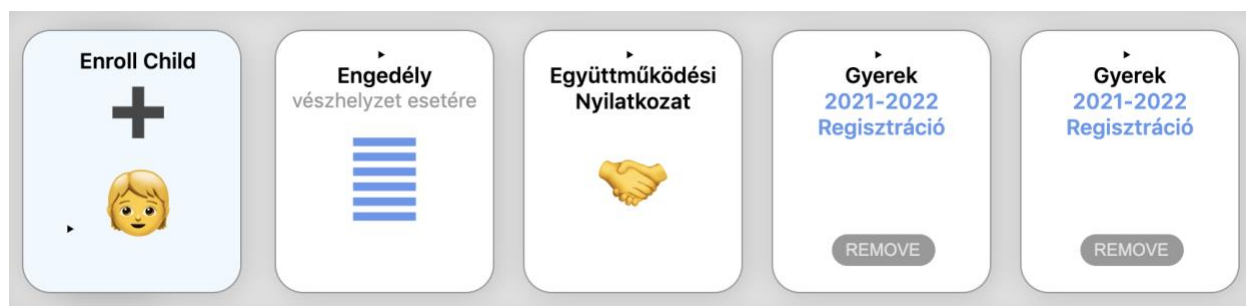 Enroll Child
Engedély
vészhelyzet esetére
Együttműködési
Nyilatkozat
Gyerek
2021-2022
Regisztráció
REMOVE
Gyerek
2021-2022
Regisztráció
REMOVE